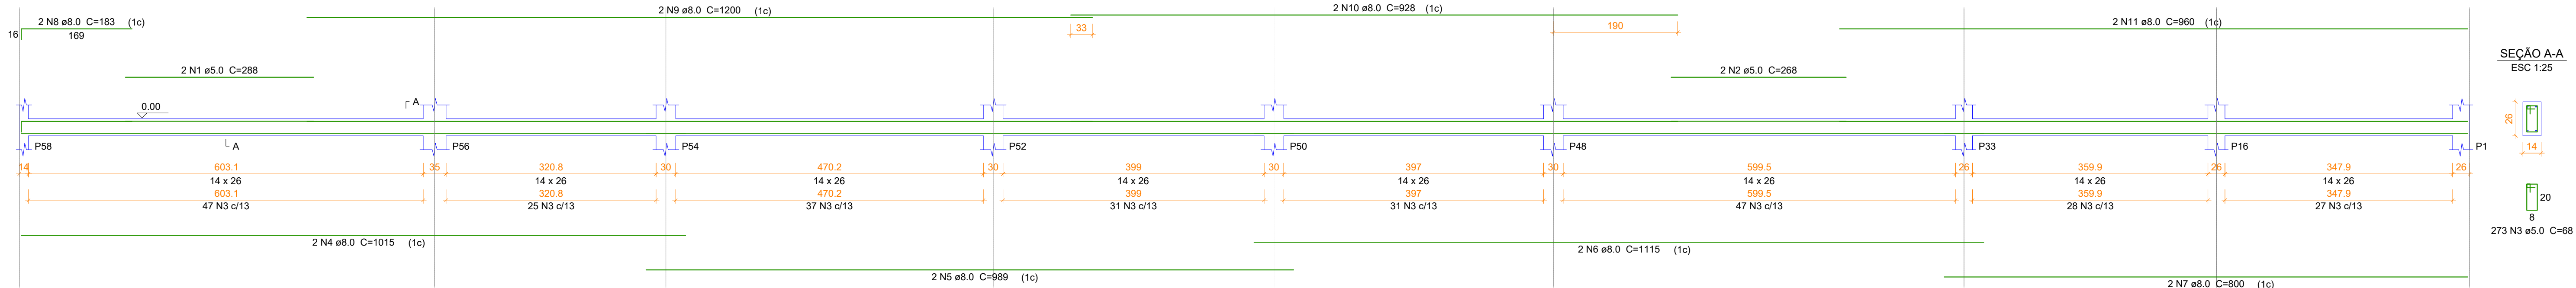 2 N8 ø8.0 C=183 (1c)
16
169
2 N9 ø8.0 C=1200 (1c)
33
2 N10 ø8.0 C=928 (1c)
190
2 N11 ø8.0 C=960 (1c)
2 N1 ø5.0 C=288
2 N2 ø5.0 C=268
SEÇÃO A-A
ESC 1:25
0.00
A
A
26
14
P58
P56
P54
P52
P50
P48
P33
P16
P1
14 603.1 35 320.8 30 470.2 30 399 30 397 30 599.5 26 359.9 26 347.9 26
14 x 26 14 x 26 14 x 26 14 x 26 14 x 26 14 x 26 14 x 26 14 x 26
603.1 320.8 470.2 399 397 599.5 359.9 347.9
47 N3 c/13 25 N3 c/13 37 N3 c/13 31 N3 c/13 31 N3 c/13 47 N3 c/13 28 N3 c/13 27 N3 c/13
20
8
273 N3 ø5.0 C=68
2 N4 ø8.0 C=1015 (1c)
2 N6 ø8.0 C=1115 (1c)
2 N5 ø8.0 C=989 (1c)
2 N7 ø8.0 C=800 (1c)